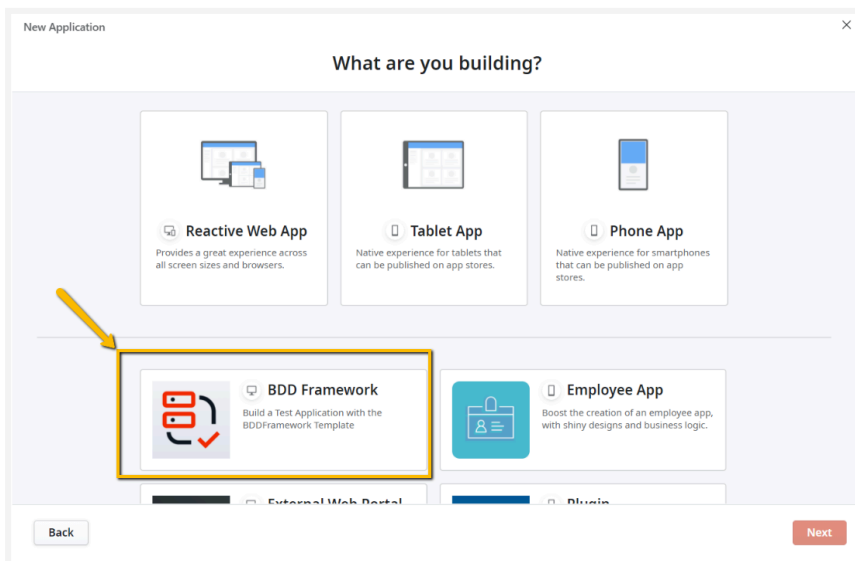 New Application
What are you building?
Reactive Web App
Provides a great experience across
all screen sizes and browsers.
Tablet App
Native experience for tablets that
can be published on app stores.
Phone App
Native experience for smartphones
that can be published on app
stores.
BDD Framework
Build a Test Application with the
BDDFramework Template
Employee App
Boost the creation of an employee app,
with shiny designs and business logic.
External Web Portal
Plugin
Back
Next